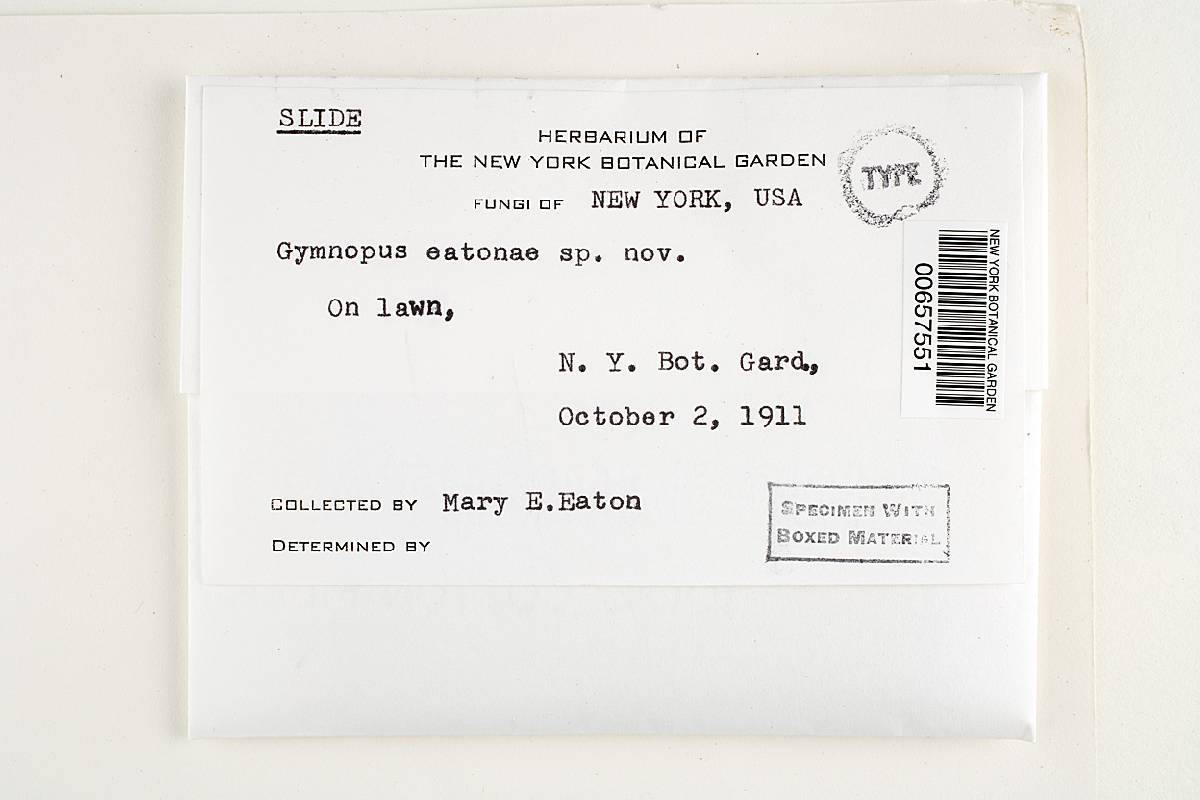 SLIDE
HERBARIUM OF
THE NEW YORK BOTANICAL GARDEN
FUNGI OF NEW YORK, USA
TYPE
Gymnopus eatonae sp. nov.
On lawn,
N. Y. Bot. Gard.,
October 2, 1911
NEW YORK BOTANICAL GARDEN
00657551
COLLECTED BY Mary E.Eaton
DETERMINED BY
SPECIMEN WITH
BOXED MATERIAL